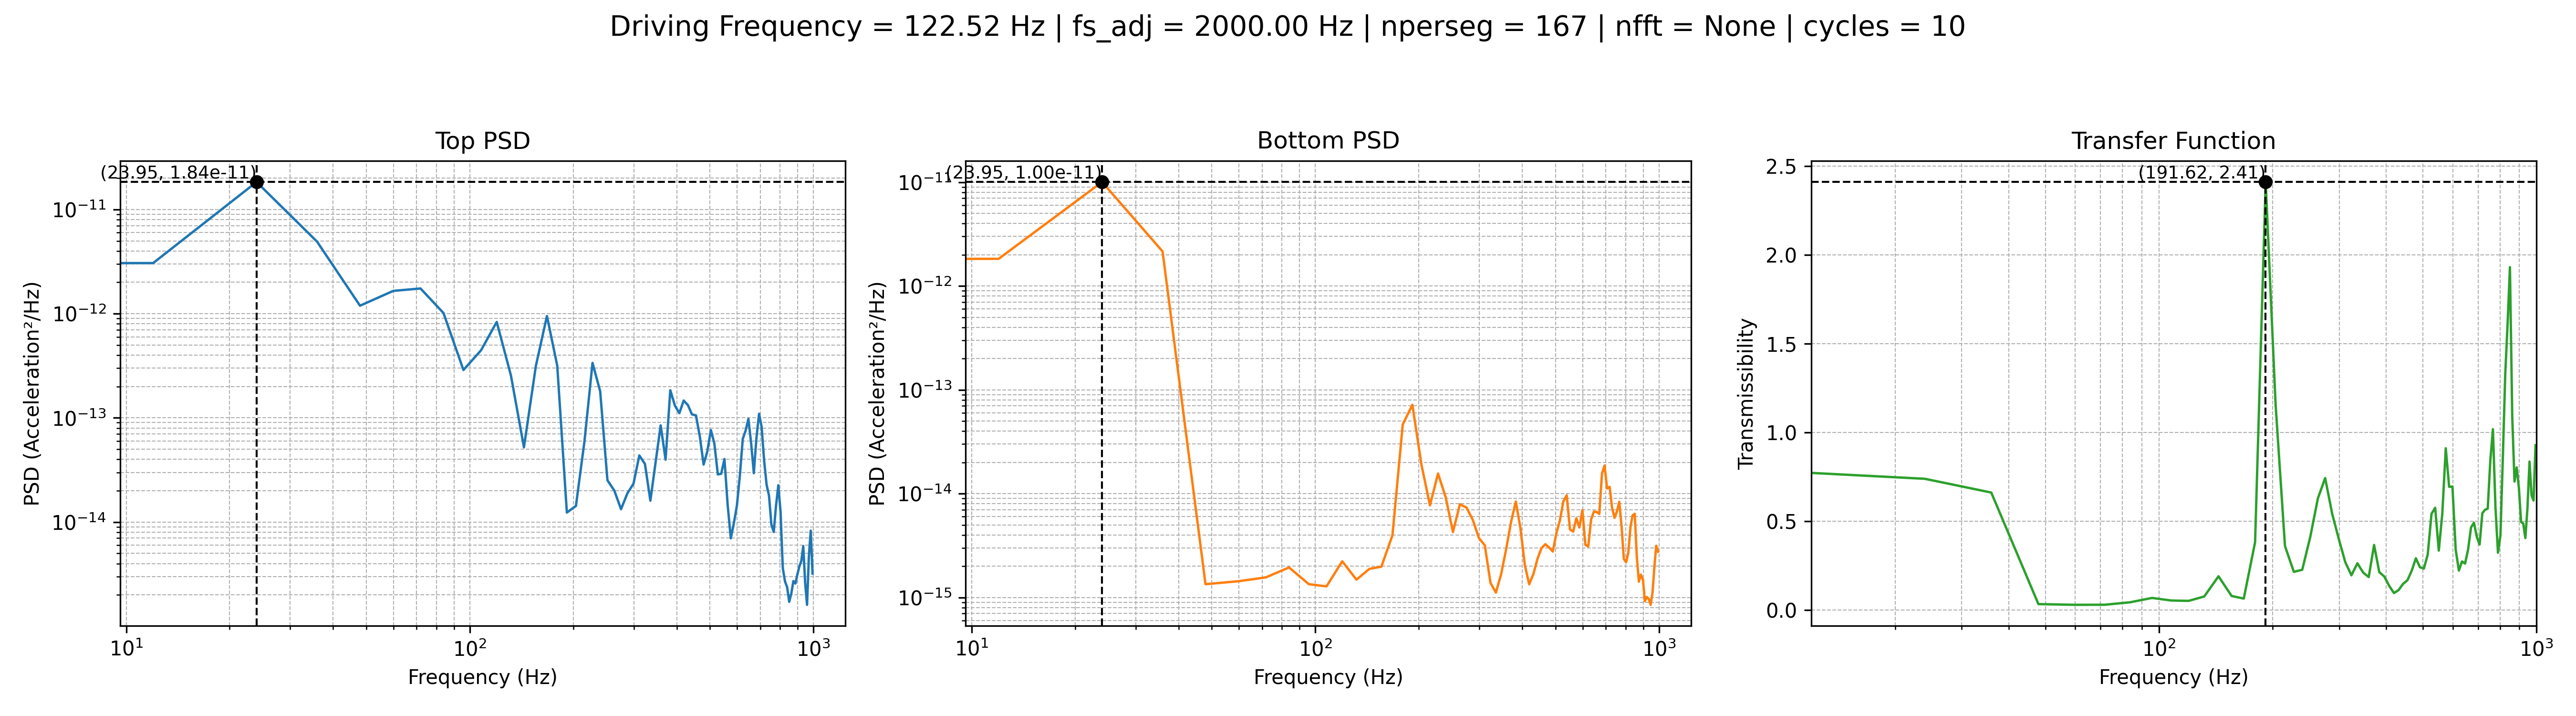 Driving Frequency = 122.52 Hz | fs_adj = 2000.00 Hz | nperseg = 167 | nfft = None | cycles = 10
Top PSD
(23.95, 1.84e-11)
10⁻¹¹
10⁻¹²
10⁻¹³
10⁻¹⁴
PSD (Acceleration²/Hz)
10¹
10²
10³
Frequency (Hz)
Bottom PSD
(23.95, 1.00e-11)
10⁻¹¹
10⁻¹²
10⁻¹³
10⁻¹⁴
10⁻¹⁵
PSD (Acceleration²/Hz)
10¹
10²
10³
Frequency (Hz)
Transfer Function
(191.62, 2.41)
2.5
2.0
1.5
1.0
0.5
0.0
Transmissibility
10²
10³
Frequency (Hz)